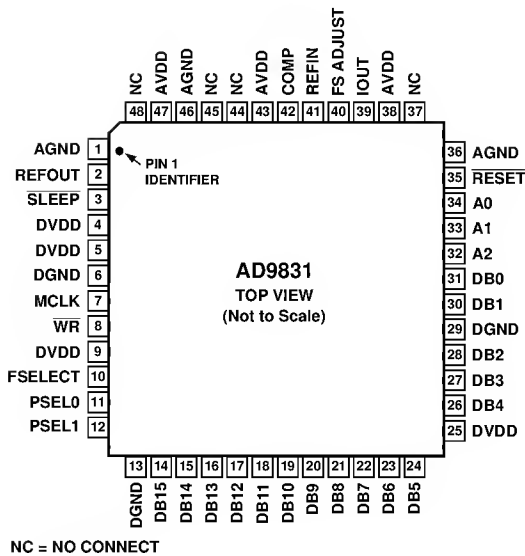 NC AVDD AGND NC NC AVDD COMP REFIN FS ADJUST IOUT AVDD NC
48 47 46 45 44 43 42 41 40 39 38 37
AGND 1
REFOUT 2
SLEEP 3
DVDD 4
DVDD 5
DGND 6
MCLK 7
WR 8
DVDD 9
FSELECT 10
PSEL0 11
PSEL1 12
PIN 1
IDENTIFIER
AD9831
TOP VIEW
(Not to Scale)
36 AGND
35 RESET
34 A0
33 A1
32 A2
31 DB0
30 DB1
29 DGND
28 DB2
27 DB3
26 DB4
25 DVDD
13 14 15 16 17 18 19 20 21 22 23 24
DGND DB15 DB14 DB13 DB12 DB11 DB10 DB9 DB8 DB7 DB6 DB5
NC = NO CONNECT